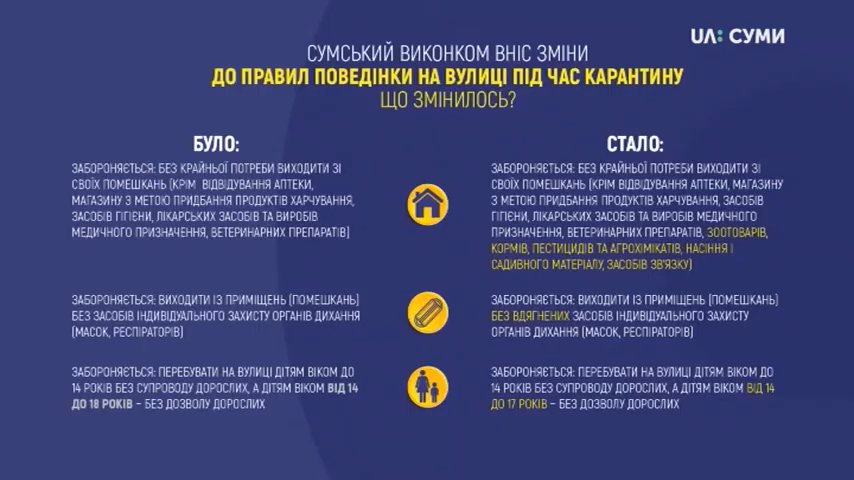 UA: СУМИ
СУМСЬКИЙ ВИКОНКОМ ВНІС ЗМІНИ
ДО ПРАВИЛ ПОВЕДІНКИ НА ВУЛИЦІ ПІД ЧАС КАРАНТИНУ
ЩО ЗМІНИЛОСЬ?
БУЛО:
ЗАБОРОНЯЄТЬСЯ: БЕЗ КРАЙНЬОЇ ПОТРЕБИ ВИХОДИТИ ЗІ
СВОЇХ ПОМЕШКАНЬ (КРІМ ВІДВІДУВАННЯ АПТЕКИ,
МАГАЗИНУ З МЕТОЮ ПРИДБАННЯ ПРОДУКТІВ ХАРЧУВАННЯ,
ЗАСОБІВ ГІГІЄНИ, ЛІКАРСЬКИХ ЗАСОБІВ ТА ВИРОБІВ
МЕДИЧНОГО ПРИЗНАЧЕННЯ, ВЕТЕРИНАРНИХ ПРЕПАРАТІВ)
ЗАБОРОНЯЄТЬСЯ: ВИХОДИТИ ІЗ ПРИМІЩЕНЬ (ПОМЕШКАНЬ)
БЕЗ ЗАСОБІВ ІНДИВІДУАЛЬНОГО ЗАХИСТУ ОРГАНІВ ДИХАННЯ
(МАСОК, РЕСПІРАТОРІВ)
ЗАБОРОНЯЄТЬСЯ: ПЕРЕБУВАТИ НА ВУЛИЦІ ДІТЯМ ВІКОМ ДО
14 РОКІВ БЕЗ СУПРОВОДУ ДОРОСЛИХ, А ДІТЯМ ВІКОМ ВІД 14
ДО 18 РОКІВ – БЕЗ ДОЗВОЛУ ДОРОСЛИХ
СТАЛО:
ЗАБОРОНЯЄТЬСЯ: БЕЗ КРАЙНЬОЇ ПОТРЕБИ ВИХОДИТИ ЗІ
СВОЇХ ПОМЕШКАНЬ (КРІМ ВІДВІДУВАННЯ АПТЕКИ, МАГАЗИНУ
З МЕТОЮ ПРИДБАННЯ ПРОДУКТІВ ХАРЧУВАННЯ, ЗАСОБІВ
ГІГІЄНИ, ЛІКАРСЬКИХ ЗАСОБІВ ТА ВИРОБІВ МЕДИЧНОГО
ПРИЗНАЧЕННЯ, ВЕТЕРИНАРНИХ ПРЕПАРАТІВ, ЗООТОВАРІВ,
КОРМІВ, ПЕСТИЦИДІВ ТА АГРОХІМІКАТІВ, НАСІННЯ І
САДИВНОГО МАТЕРІАЛУ, ЗАСОБІВ ЗВ'ЯЗКУ)
ЗАБОРОНЯЄТЬСЯ: ВИХОДИТИ ІЗ ПРИМІЩЕНЬ (ПОМЕШКАНЬ)
БЕЗ ВДЯГНЕНИХ ЗАСОБІВ ІНДИВІДУАЛЬНОГО ЗАХИСТУ
ОРГАНІВ ДИХАННЯ (МАСОК, РЕСПІРАТОРІВ)
ЗАБОРОНЯЄТЬСЯ: ПЕРЕБУВАТИ НА ВУЛИЦІ ДІТЯМ ВІКОМ ДО
14 РОКІВ БЕЗ СУПРОВОДУ ДОРОСЛИХ, А ДІТЯМ ВІКОМ ВІД 14
ДО 17 РОКІВ – БЕЗ ДОЗВОЛУ ДОРОСЛИХ